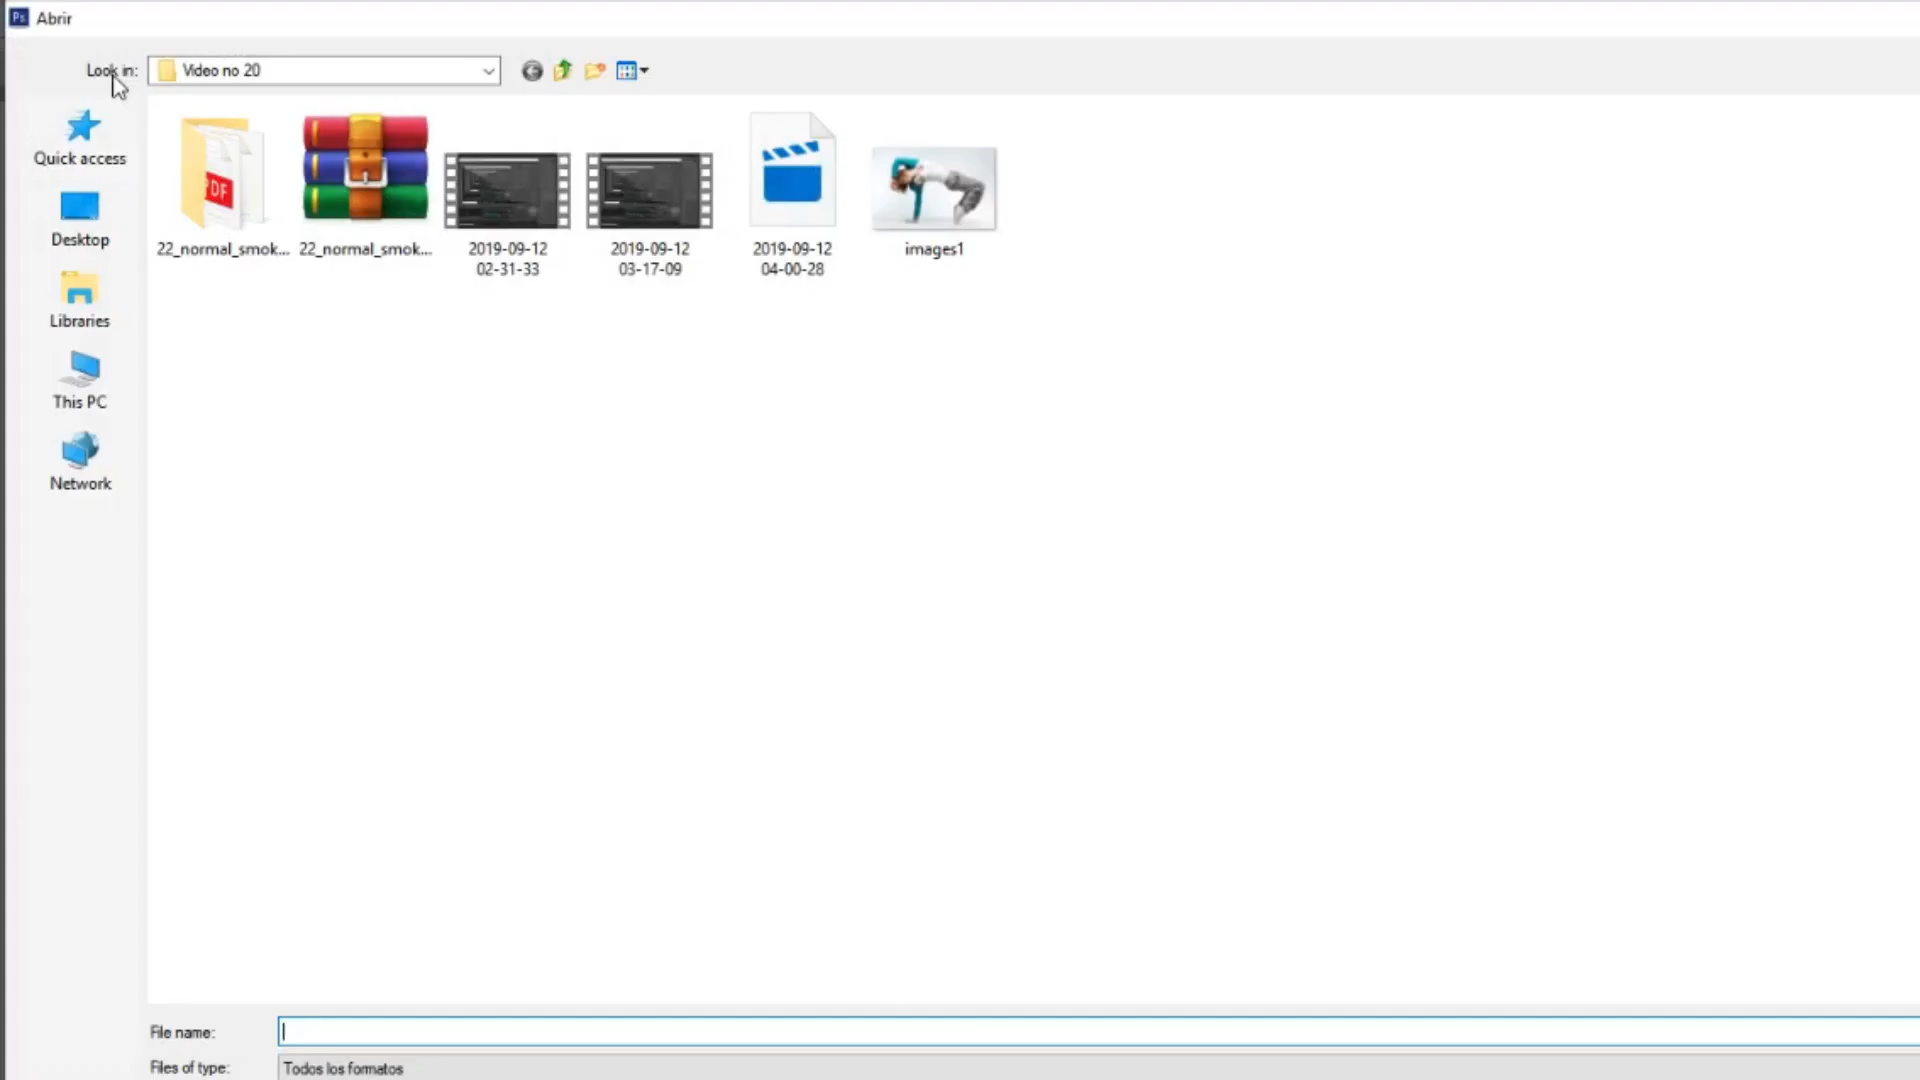 Ps Abrir
Look in: Video no 20
Quick access
Desktop
Libraries
This PC
Network
PDF
22_normal_smok...
22_normal_smok...
2019-09-12
02-31-33
2019-09-12
03-17-09
2019-09-12
04-00-28
images1
File name:
Files of type: Todos los formatos